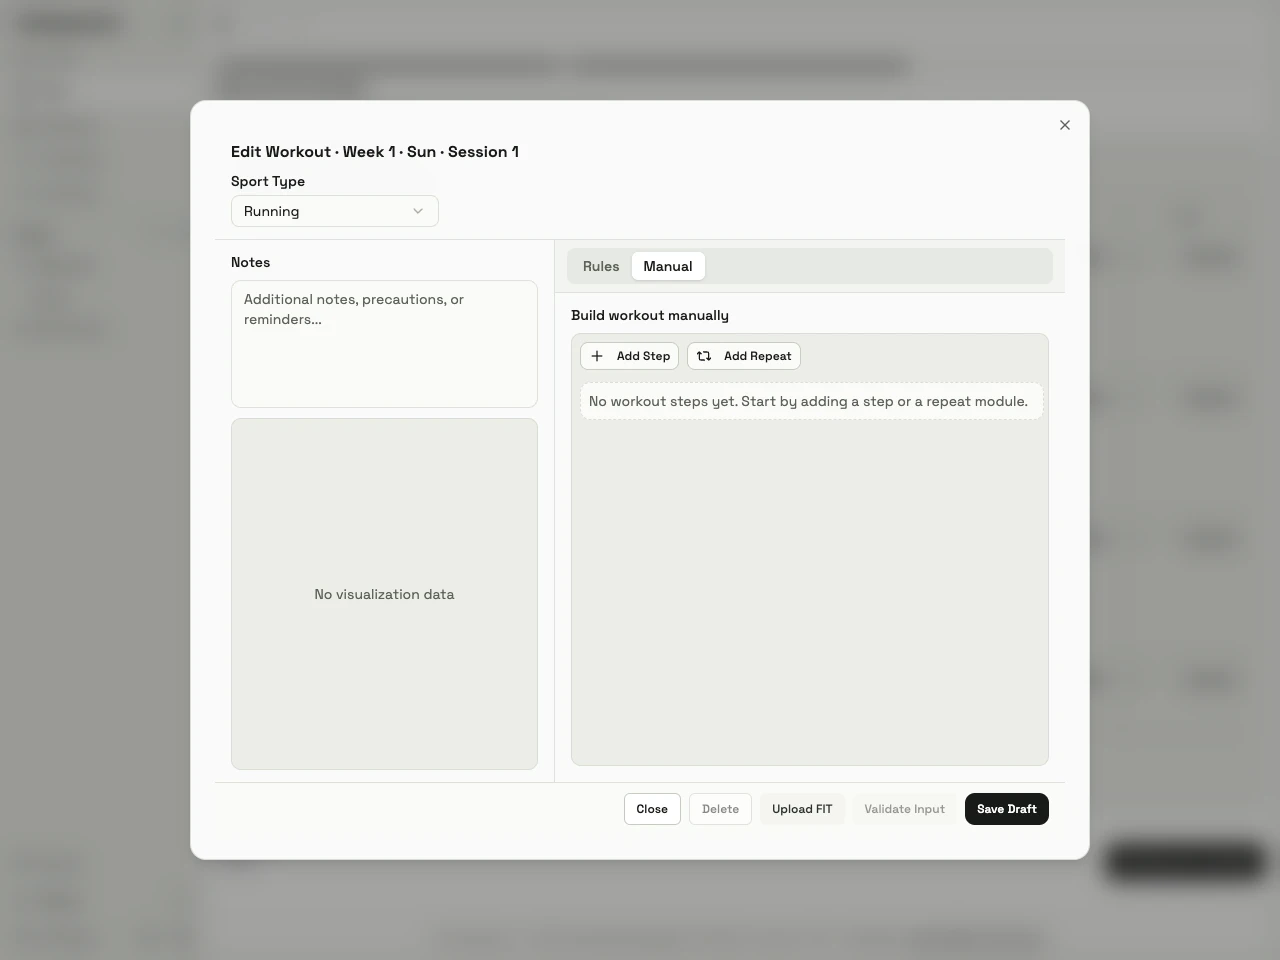 Edit Workout · Week 1 · Sun · Session 1
Sport Type
Running
Notes
Additional notes, precautions, or
reminders...
No visualization data
Rules
Manual
Build workout manually
Add Step
Add Repeat
No workout steps yet. Start by adding a step or a repeat module.
Close
Delete
Upload FIT
Validate Input
Save Draft